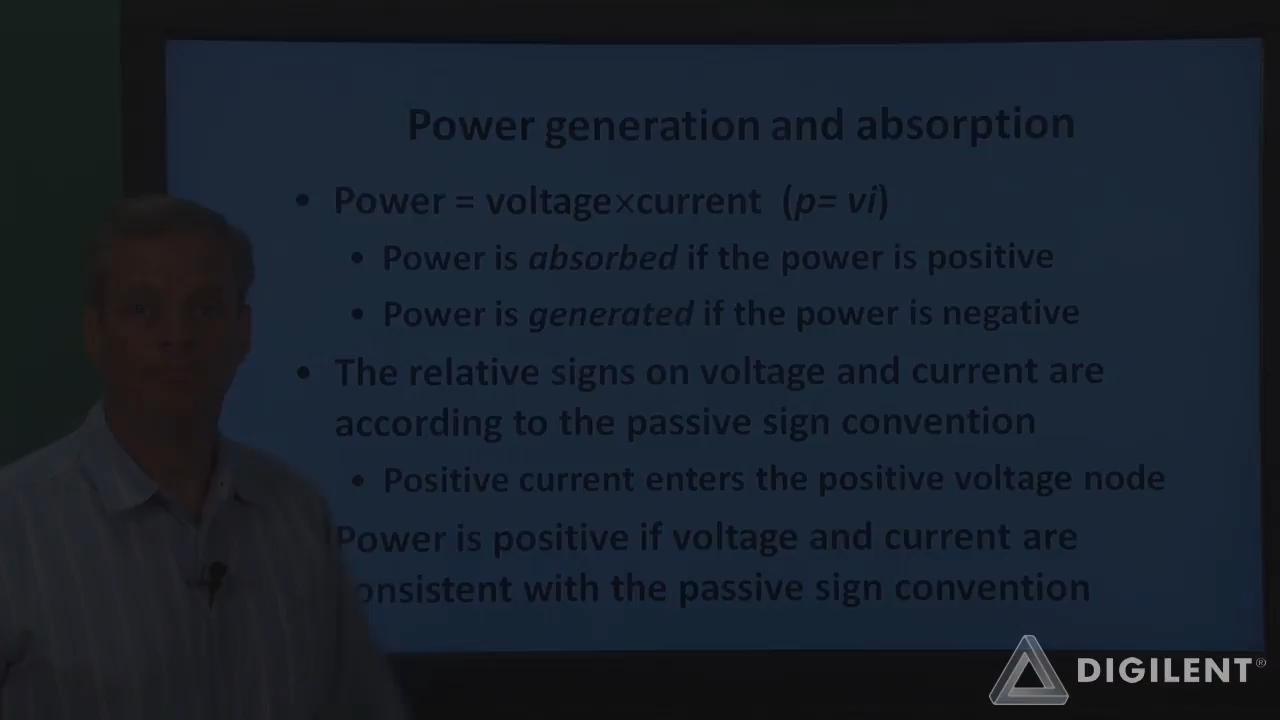 Power generation and absorption
• Power = voltage×current (p= vi)
• Power is absorbed if the power is positive
• Power is generated if the power is negative
• The relative signs on voltage and current are
according to the passive sign convention
• Positive current enters the positive voltage node
Power is positive if voltage and current are
onsistent with the passive sign convention
DIGILENT®